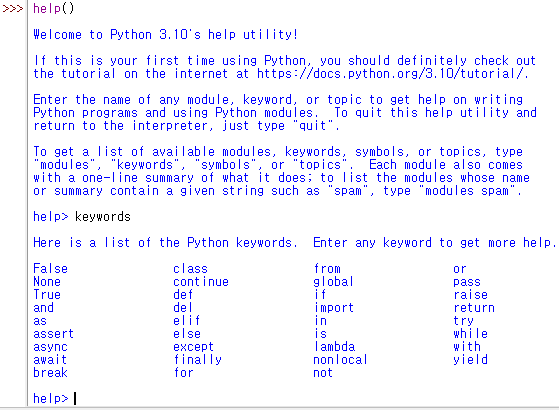 >>> help()
Welcome to Python 3.10's help utility!
If this is your first time using Python, you should definitely check out
the tutorial on the internet at https://docs.python.org/3.10/tutorial/.
Enter the name of any module, keyword, or topic to get help on writing
Python programs and using Python modules.  To quit this help utility and
return to the interpreter, just type "quit".
To get a list of available modules, keywords, symbols, or topics, type
"modules", "keywords", "symbols", or "topics".  Each module also comes
with a one-line summary of what it does; to list the modules whose name
or summary contain a given string such as "spam", type "modules spam".
help> keywords
Here is a list of the Python keywords.  Enter any keyword to get more help.
False               class               from                or
None                continue            global              pass
True                def                 if                  raise
and                 del                 import              return
as                  elif                in                  try
assert              else                is                  while
async               except              lambda              with
await               finally             nonlocal            yield
break               for                 not
help>